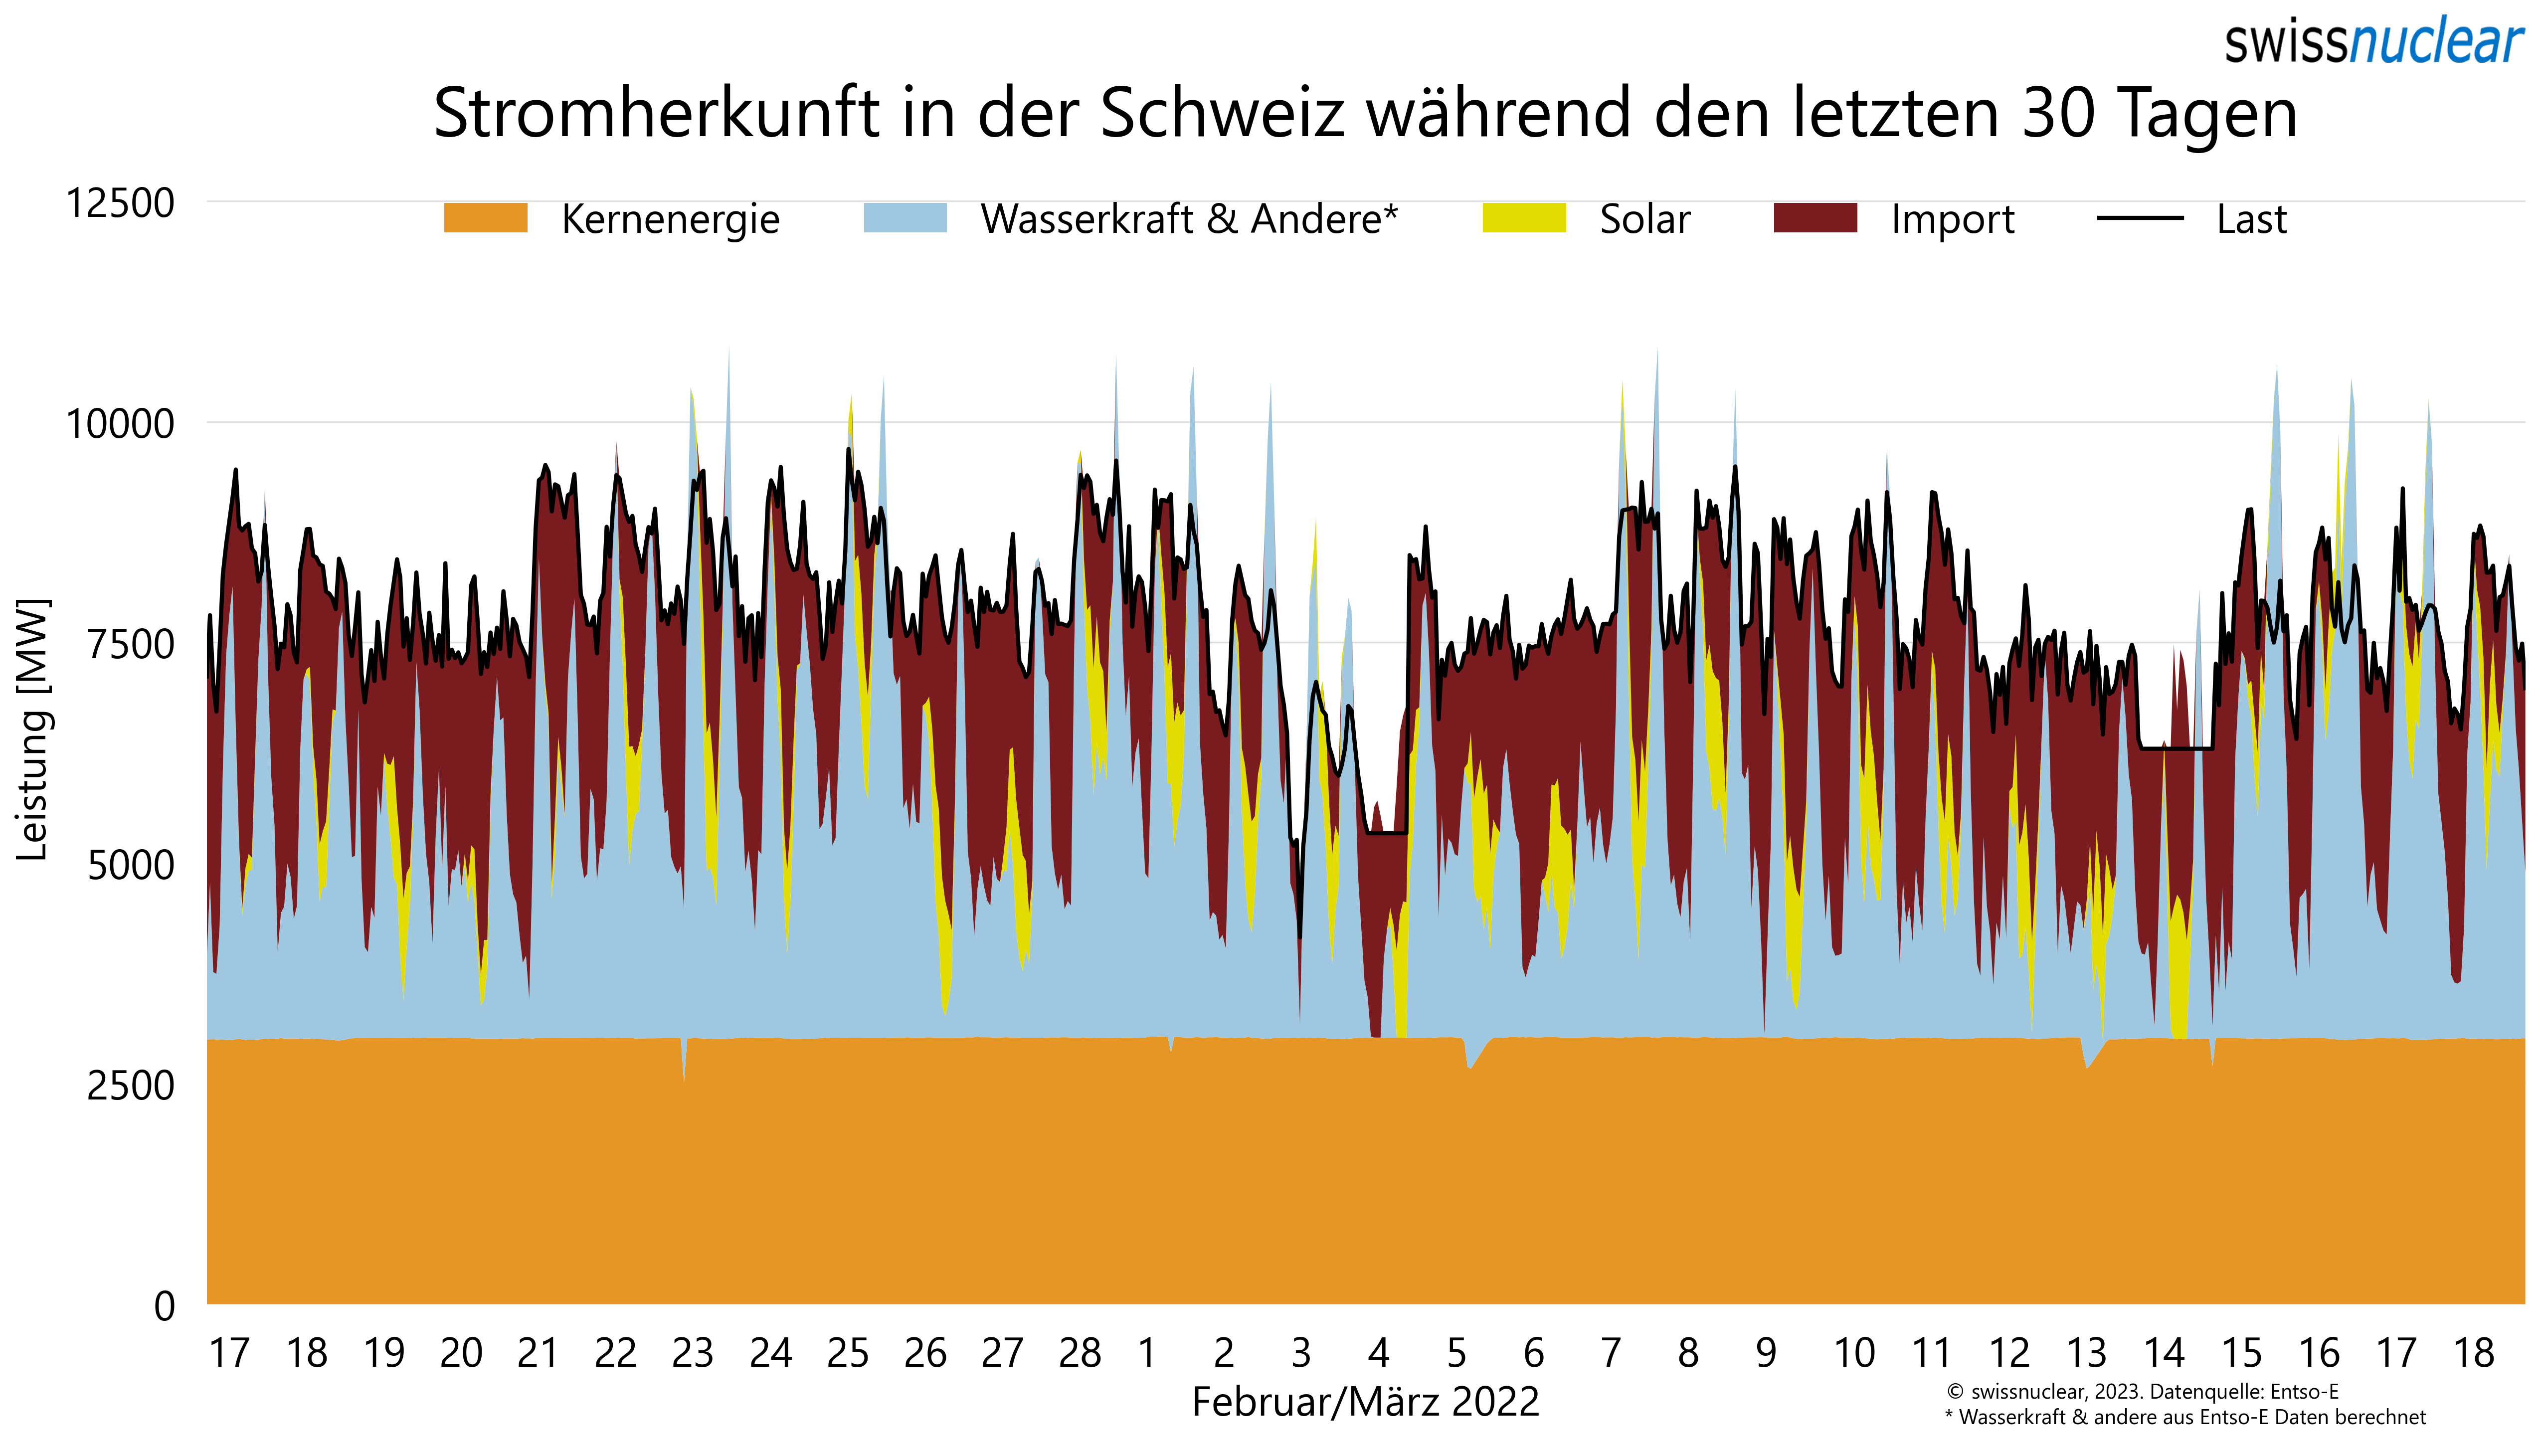 swissnuclear
Stromherkunft in der Schweiz während den letzten 30 Tagen
Kernenergie Wasserkraft & Andere* Solar Import Last
Leistung [MW]
12500
10000
7500
5000
2500
0
17 18 19 20 21 22 23 24 25 26 27 28 1 2 3 4 5 6 7 8 9 10 11 12 13 14 15 16 17 18
Februar/März 2022
© swissnuclear, 2023. Datenquelle: Entso-E
* Wasserkraft & andere aus Entso-E Daten berechnet